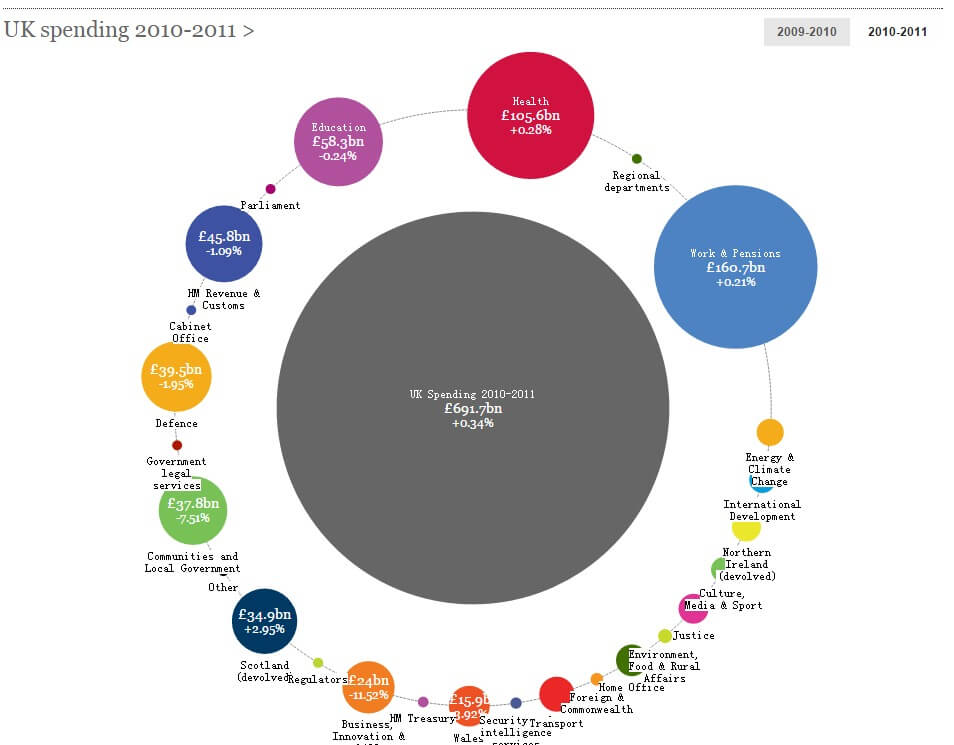 UK spending 2010-2011 >
2009-2010
2010-2011
Health
£105.6bn
+0.28%
Education
£58.3bn
-0.24%
Regional
departments
Parliament
£45.8bn
-1.09%
HM Revenue &
Customs
Work & Pensions
£160.7bn
+0.21%
Cabinet
Office
£39.5bn
-1.95%
Defence
UK Spending 2010-2011
£691.7bn
+0.34%
Government
legal
services
£37.8bn
-7.51%
Communities and
Local Government
Other
Energy &
Climate
Change
International
Development
Northern
Ireland
(devolved)
Culture,
Media & Sport
Justice
Environment,
Food & Rural
Affairs
Home Office
Foreign &
Commonwealth
Transport
Security
intelligence
£15.9b
3.92%
Wales
HM Treasury
£24bn
-11.52%
Business,
Innovation &
Regulators
£34.9bn
+2.95%
Scotland
(devolved